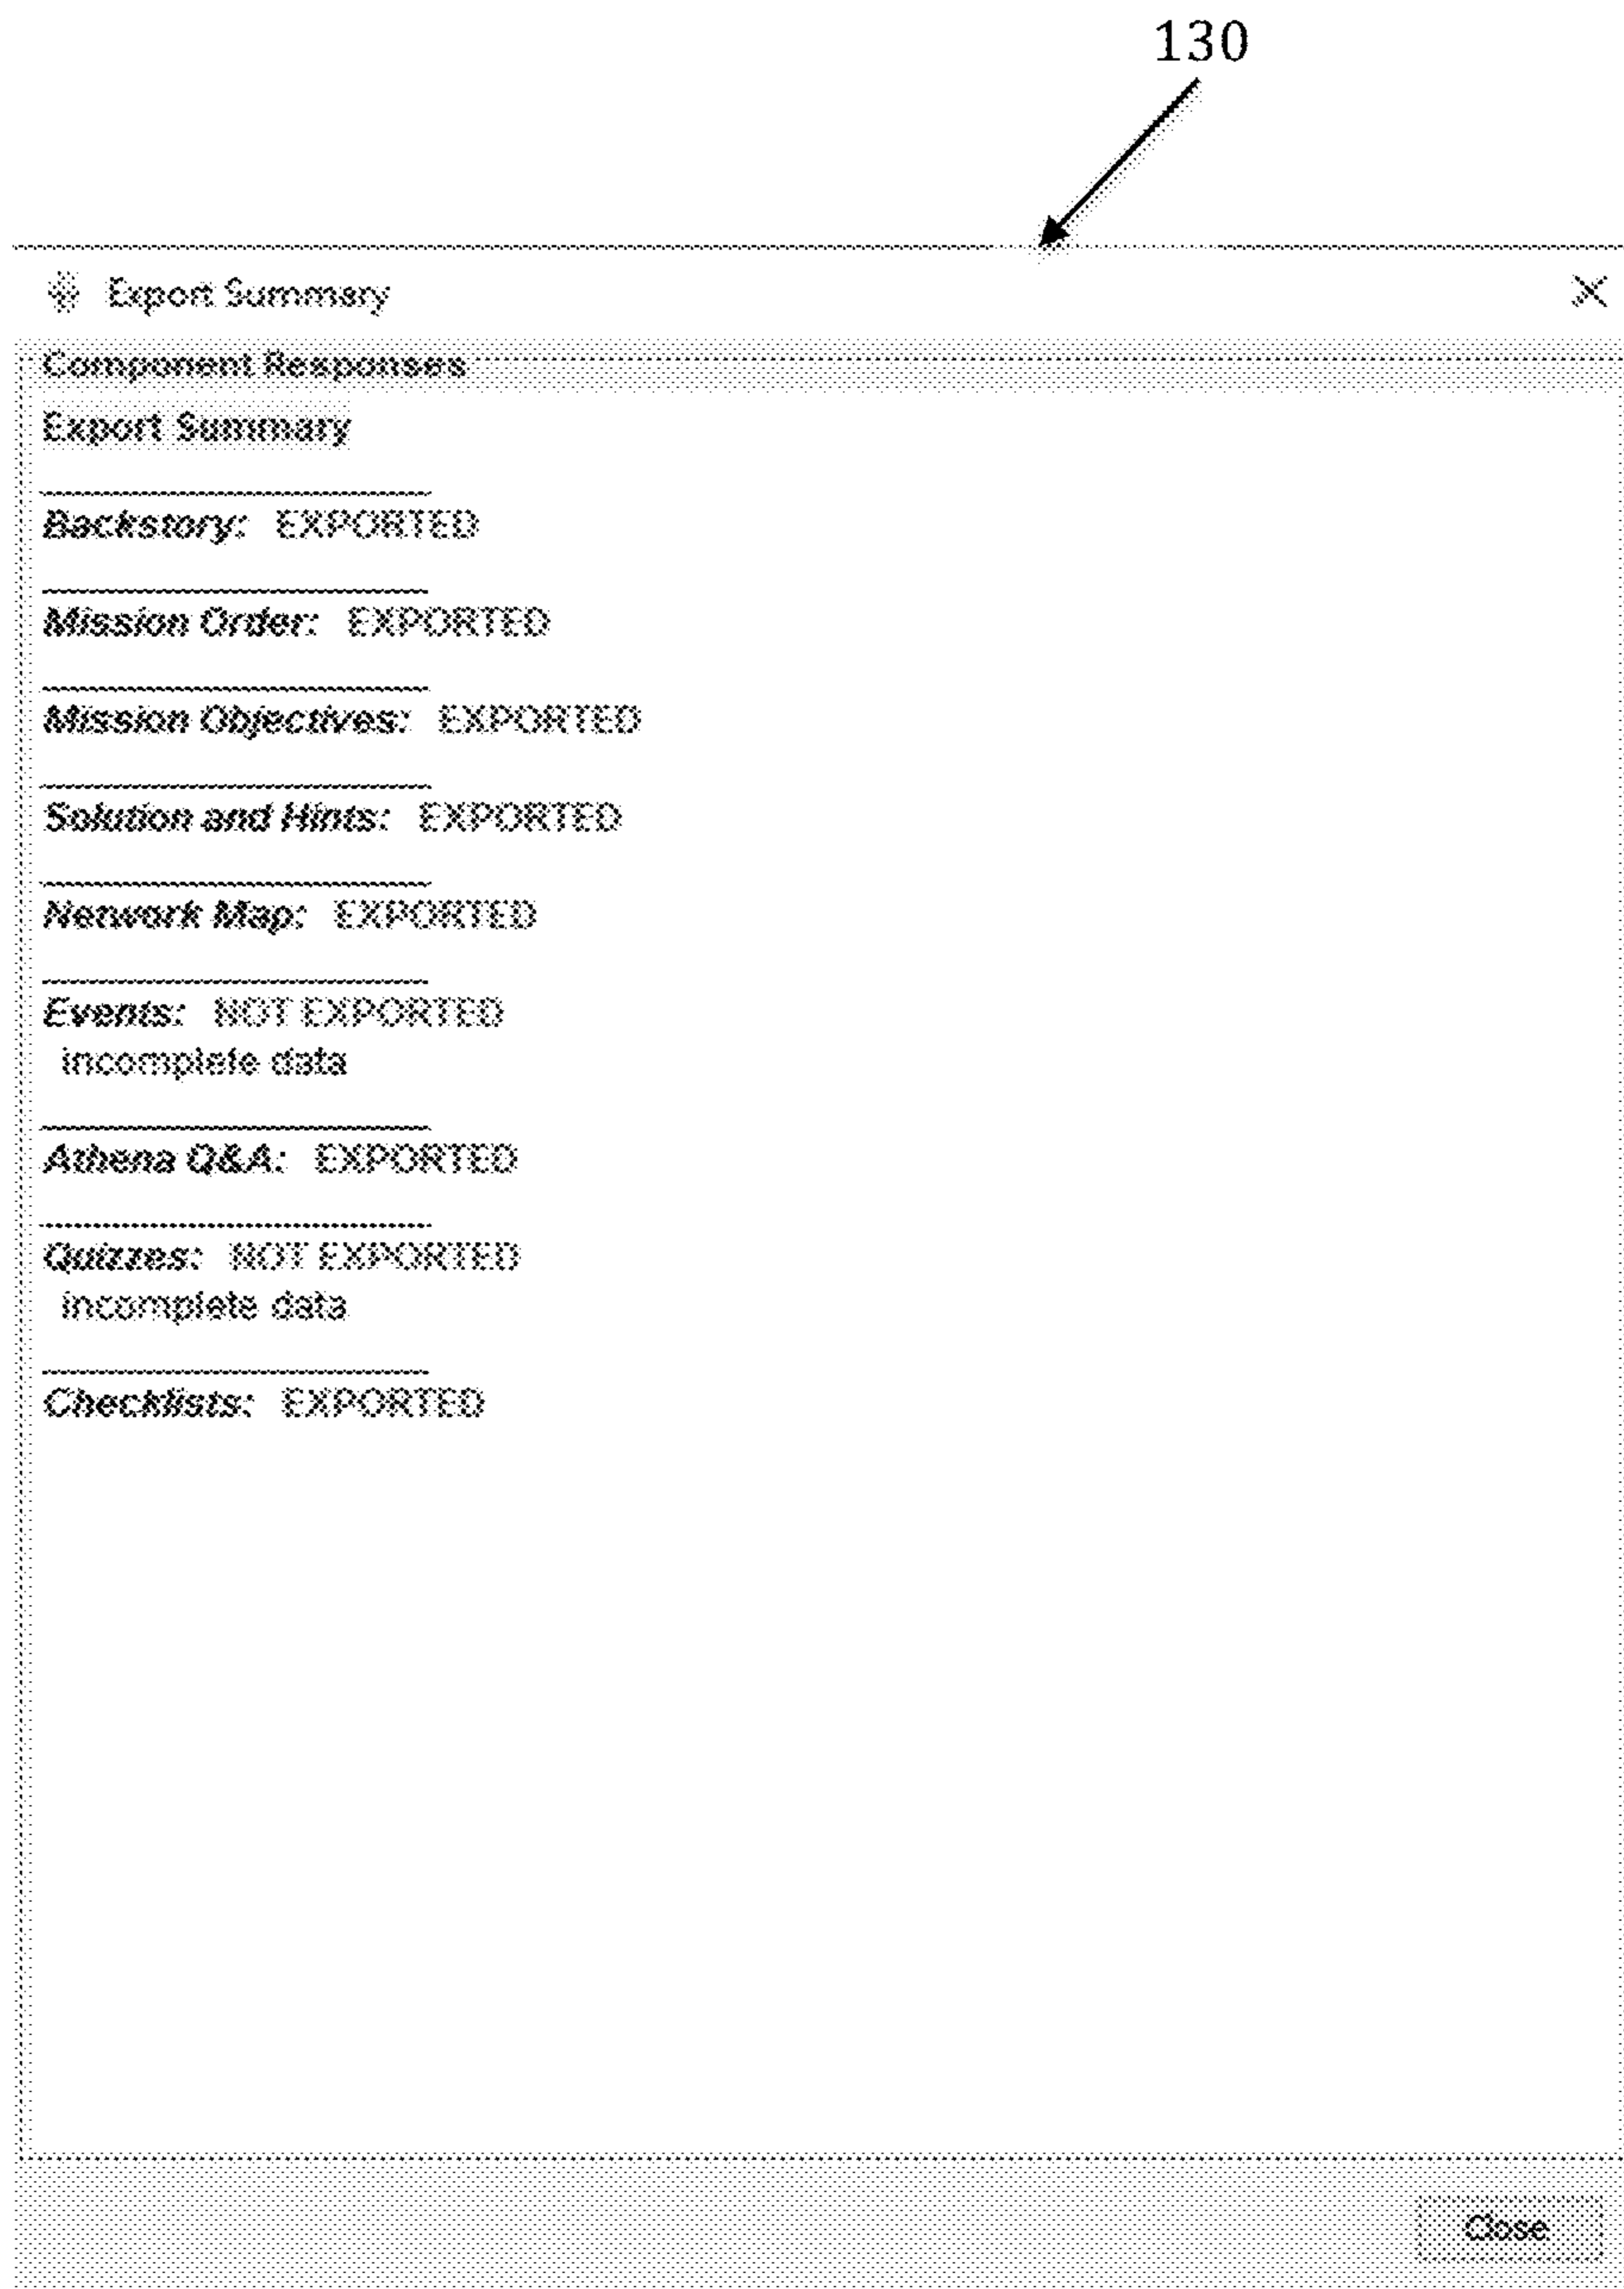 130
Export Summary
Component Responses
Export Summary
Backstory: EXPORTED
Mission Order: EXPORTED
Mission Objectives: EXPORTED
Solution and Hints: EXPORTED
Network Map: EXPORTED
Events: NOT EXPORTED
incomplete data
Athena Q&A: EXPORTED
Quizzes: NOT EXPORTED
incomplete data
Checklists: EXPORTED
Close